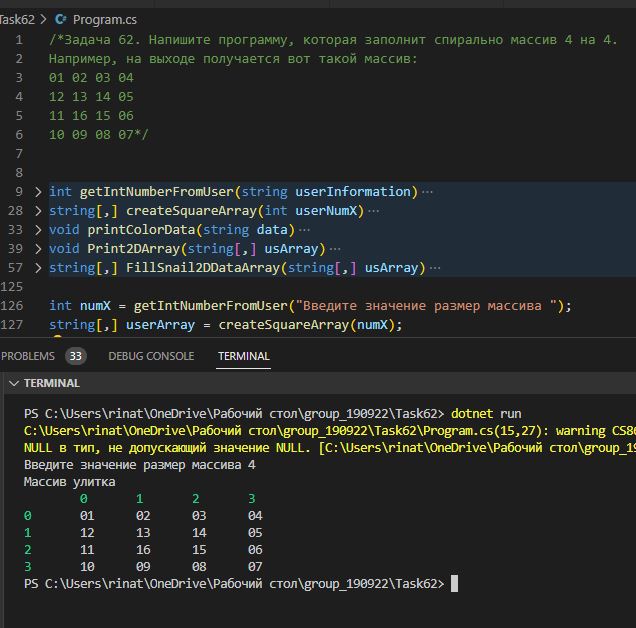 Task62 > Program.cs
1 /*Задача 62. Напишите программу, которая заполнит спирально массив 4 на 4.
2 Например, на выходе получается вот такой массив:
3 01 02 03 04
4 12 13 14 05
5 11 16 15 06
6 10 09 08 07*/
7
8
9 > int getIntNumberFromUser(string userInformation) ···
28 > string[,] createSquareArray(int userNumX) ···
33 > void printColorData(string data) ···
39 > void Print2DArray(string[,] usArray) ···
57 > string[,] FillSnail2DDataArray(string[,] usArray) ···
125
126 int numX = getIntNumberFromUser("Введите значение размер массива ");
127 string[,] userArray = createSquareArray(numX);
PROBLEMS 33 DEBUG CONSOLE TERMINAL
TERMINAL
PS C:\Users\rinat\OneDrive\Рабочий стол\group_190922\Task62> dotnet run
C:\Users\rinat\OneDrive\Рабочий стол\group_190922\Task62\Program.cs(15,27): warning CS86
NULL в тип, не допускающий значение NULL. [C:\Users\rinat\OneDrive\Рабочий стол\group_19
Введите значение размер массива 4
Массив улитка
0 1 2 3
0 01 02 03 04
1 12 13 14 05
2 11 16 15 06
3 10 09 08 07
PS C:\Users\rinat\OneDrive\Рабочий стол\group_190922\Task62>